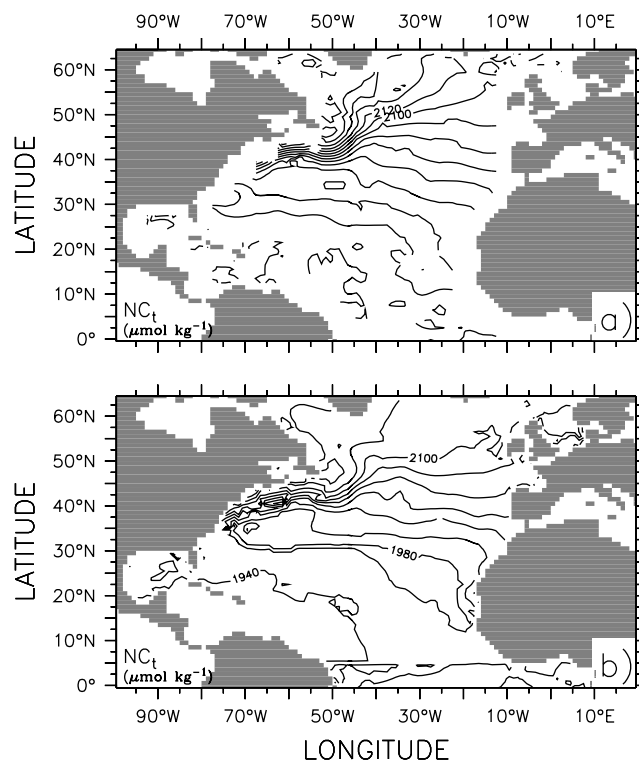 90°W 70°W 50°W 30°W 10°W 10°E
60°N
50°N
40°N
30°N
20°N
10°N
0°
LATITUDE
2120
2100
NCt
(μmol kg⁻¹)
a)
60°N
50°N
40°N
30°N
20°N
10°N
0°
LATITUDE
2100
1980
1940
NCt
(μmol kg⁻¹)
b)
90°W 70°W 50°W 30°W 10°W 10°E
LONGITUDE